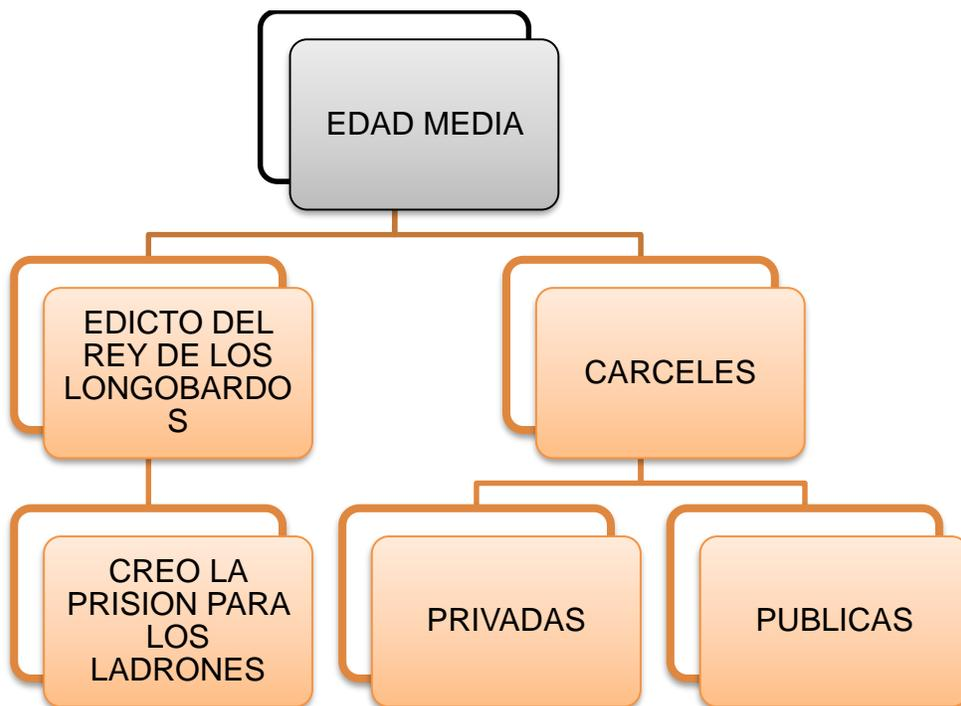 EDAD MEDIA
EDICTO DEL
REY DE LOS
LONGOBARDO
S
CARCELES
CREO LA
PRISION PARA
LOS
LADRONES
PRIVADAS
PUBLICAS